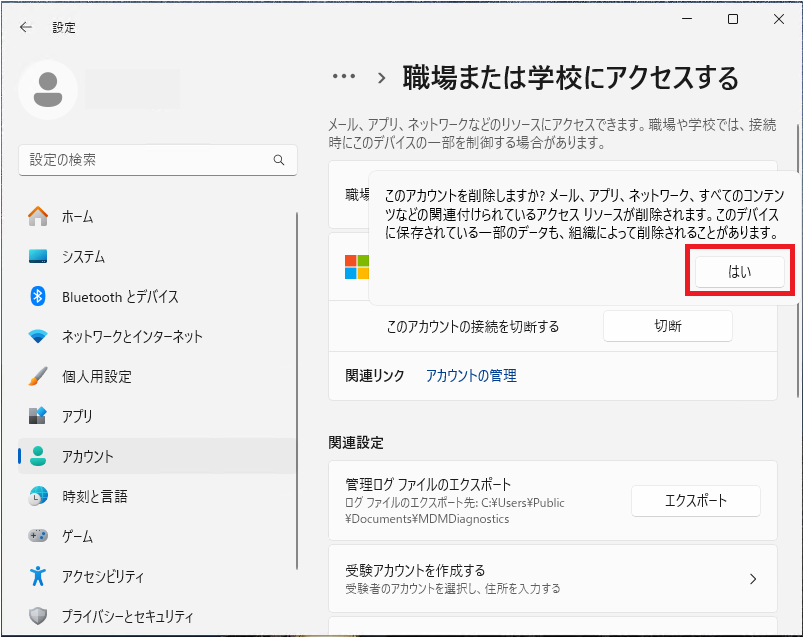 設定
… > 職場または学校にアクセスする
メール、アプリ、ネットワークなどのリソースにアクセスできます。職場や学校では、接続
時にこのデバイスの一部を制御する場合があります。
設定の検索
ホーム
システム
Bluetooth とデバイス
ネットワークとインターネット
個人用設定
アプリ
アカウント
時刻と言語
ゲーム
アクセシビリティ
プライバシーとセキュリティ
職場
このアカウントを削除しますか? メール、アプリ、ネットワーク、すべてのコンテン
ツなどの関連付けられているアクセス リソースが削除されます。このデバイス
に保存されている一部のデータも、組織によって削除されることがあります。
はい
このアカウントの接続を切断する
切断
関連リンク アカウントの管理
関連設定
管理ログ ファイルのエクスポート
ログ ファイルのエクスポート先: C:¥Users¥Public
¥Documents¥MDMDiagnostics
エクスポート
受験アカウントを作成する
受験者のアカウントを選択し、住所を入力する